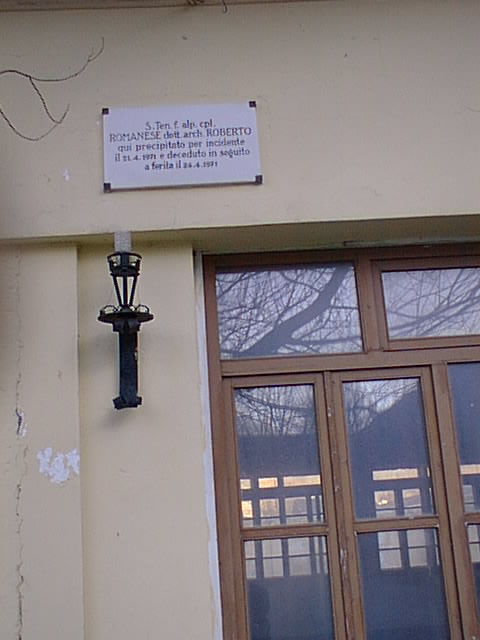 S.Ten. f. alp. cpl.
ROMANESE dott. arch. ROBERTO
qui precipitato per incidente
il 21.4.1971 e deceduto in seguito
a ferita il 26.4.1971